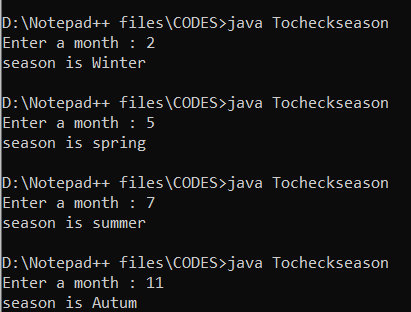 D:\Notepad++ files\CODES>java Tocheckseason
Enter a month : 2
season is Winter
D:\Notepad++ files\CODES>java Tocheckseason
Enter a month : 5
season is spring
D:\Notepad++ files\CODES>java Tocheckseason
Enter a month : 7
season is summer
D:\Notepad++ files\CODES>java Tocheckseason
Enter a month : 11
season is Autum